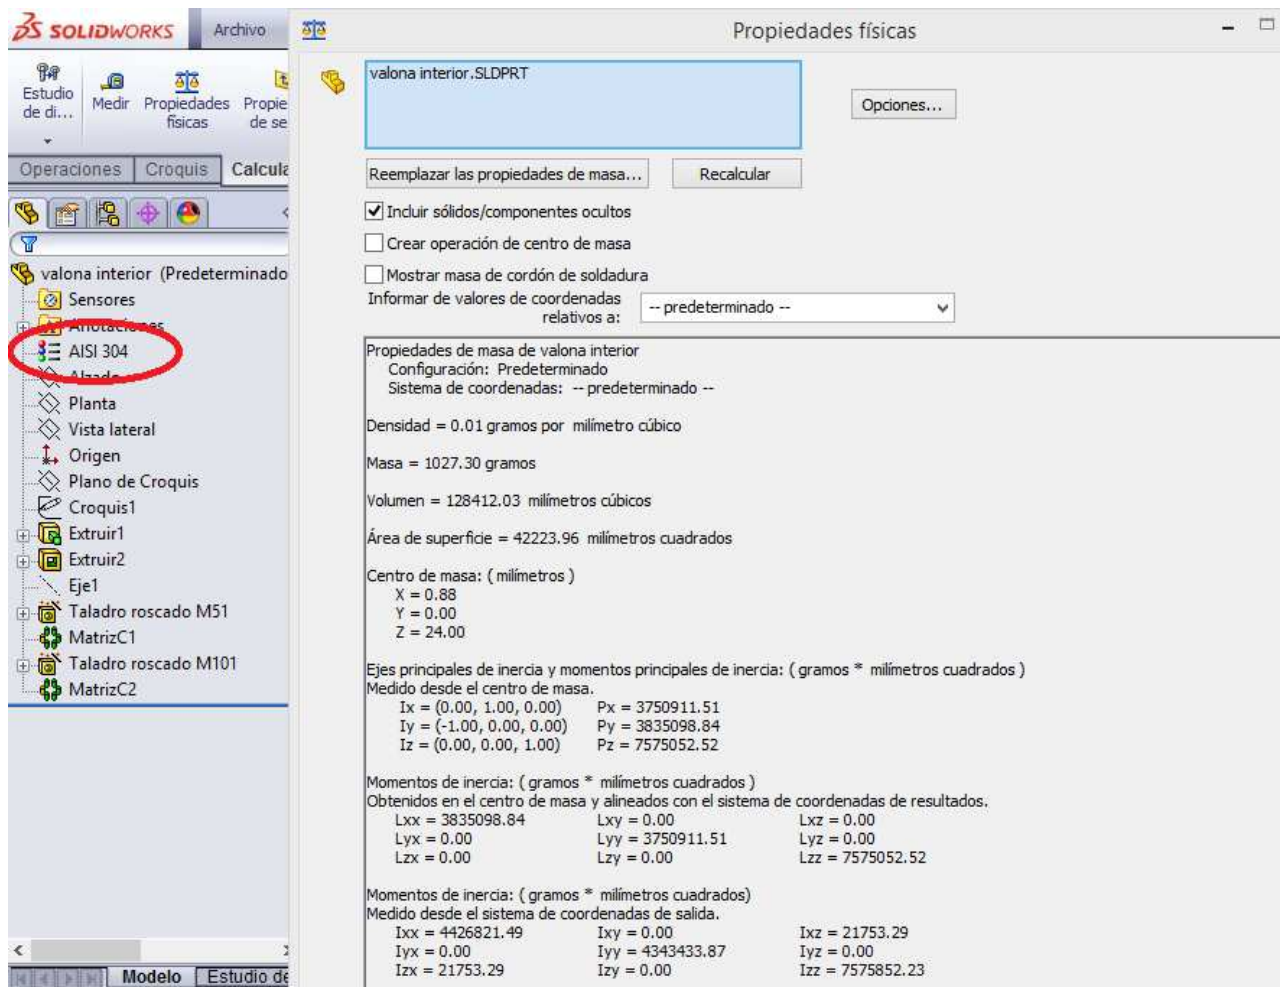 SOLIDWORKS Archivo
Propiedades físicas
Estudio de di...
Medir
Propiedades físicas
Propie de se
Operaciones Croquis Calcula
valona interior (Predeterminado
Sensores
Anotaciones
AISI 304
Alzado
Planta
Vista lateral
Origen
Plano de Croquis
Croquis1
Extruir1
Extruir2
Eje1
Taladro roscado M51
MatrizC1
Taladro roscado M101
MatrizC2
Modelo Estudio de
valona interior.SLDPRT
Opciones...
Reemplazar las propiedades de masa... Recalcular
Incluir sólidos/componentes ocultos
Crear operación de centro de masa
Mostrar masa de cordón de soldadura
Informar de valores de coordenadas
relativos a: -- predeterminado --
Propiedades de masa de valona interior
Configuración: Predeterminado
Sistema de coordenadas: -- predeterminado --
Densidad = 0.01 gramos por milímetro cúbico
Masa = 1027.30 gramos
Volumen = 128412.03 milímetros cúbicos
Área de superficie = 42223.96 milímetros cuadrados
Centro de masa: ( milímetros )
X = 0.88
Y = 0.00
Z = 24.00
Ejes principales de inercia y momentos principales de inercia: ( gramos * milímetros cuadrados )
Medido desde el centro de masa.
Ix = (0.00, 1.00, 0.00) Px = 3750911.51
Iy = (-1.00, 0.00, 0.00) Py = 3835098.84
Iz = (0.00, 0.00, 1.00) Pz = 7575052.52
Momentos de inercia: ( gramos * milímetros cuadrados )
Obtenidos en el centro de masa y alineados con el sistema de coordenadas de resultados.
Lxx = 3835098.84 Lxy = 0.00 Lxz = 0.00
Lyx = 0.00 Lyy = 3750911.51 Lyz = 0.00
Lzx = 0.00 Lzy = 0.00 Lzz = 7575052.52
Momentos de inercia: ( gramos * milímetros cuadrados)
Medido desde el sistema de coordenadas de salida.
Ixx = 4426821.49 Ixy = 0.00 Ixz = 21753.29
Iyx = 0.00 Iyy = 4343433.87 Iyz = 0.00
Izx = 21753.29 Izy = 0.00 Izz = 7575852.23